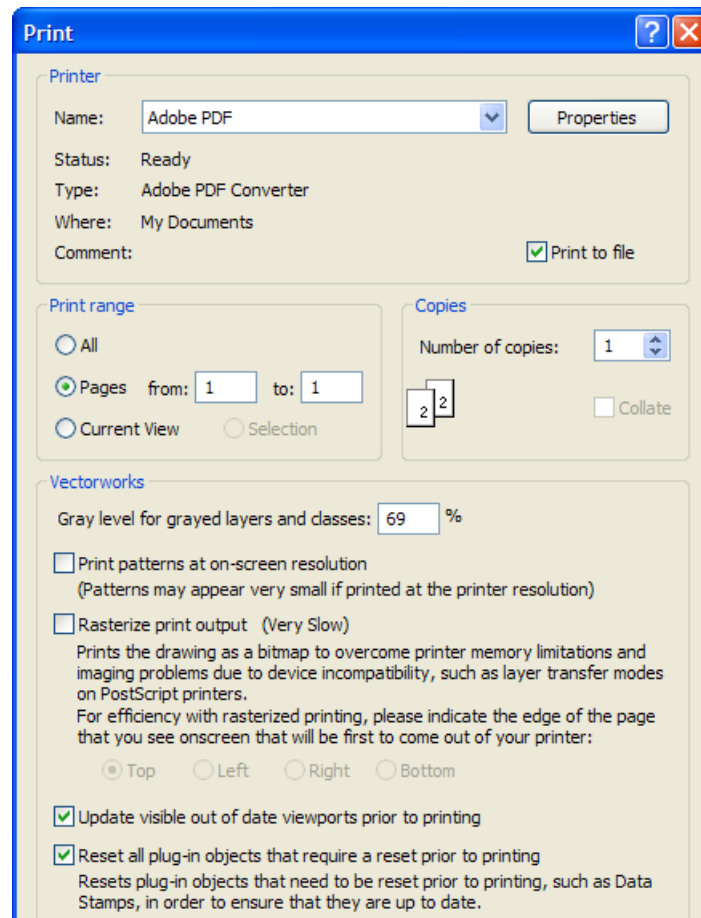 Print
Printer
Name: Adobe PDF Properties
Status: Ready
Type: Adobe PDF Converter
Where: My Documents
Comment: Print to file
Print range
All
Pages from: 1 to: 1
Current View Selection
Copies
Number of copies: 1
2 2
Collate
Vectorworks
Gray level for grayed layers and classes: 69 %
Print patterns at on-screen resolution
(Patterns may appear very small if printed at the printer resolution)
Rasterize print output (Very Slow)
Prints the drawing as a bitmap to overcome printer memory limitations and
imaging problems due to device incompatibility, such as layer transfer modes
on PostScript printers.
For efficiency with rasterized printing, please indicate the edge of the page
that you see onscreen that will be first to come out of your printer:
Top Left Right Bottom
Update visible out of date viewports prior to printing
Reset all plug-in objects that require a reset prior to printing
Resets plug-in objects that need to be reset prior to printing, such as Data
Stamps, in order to ensure that they are up to date.